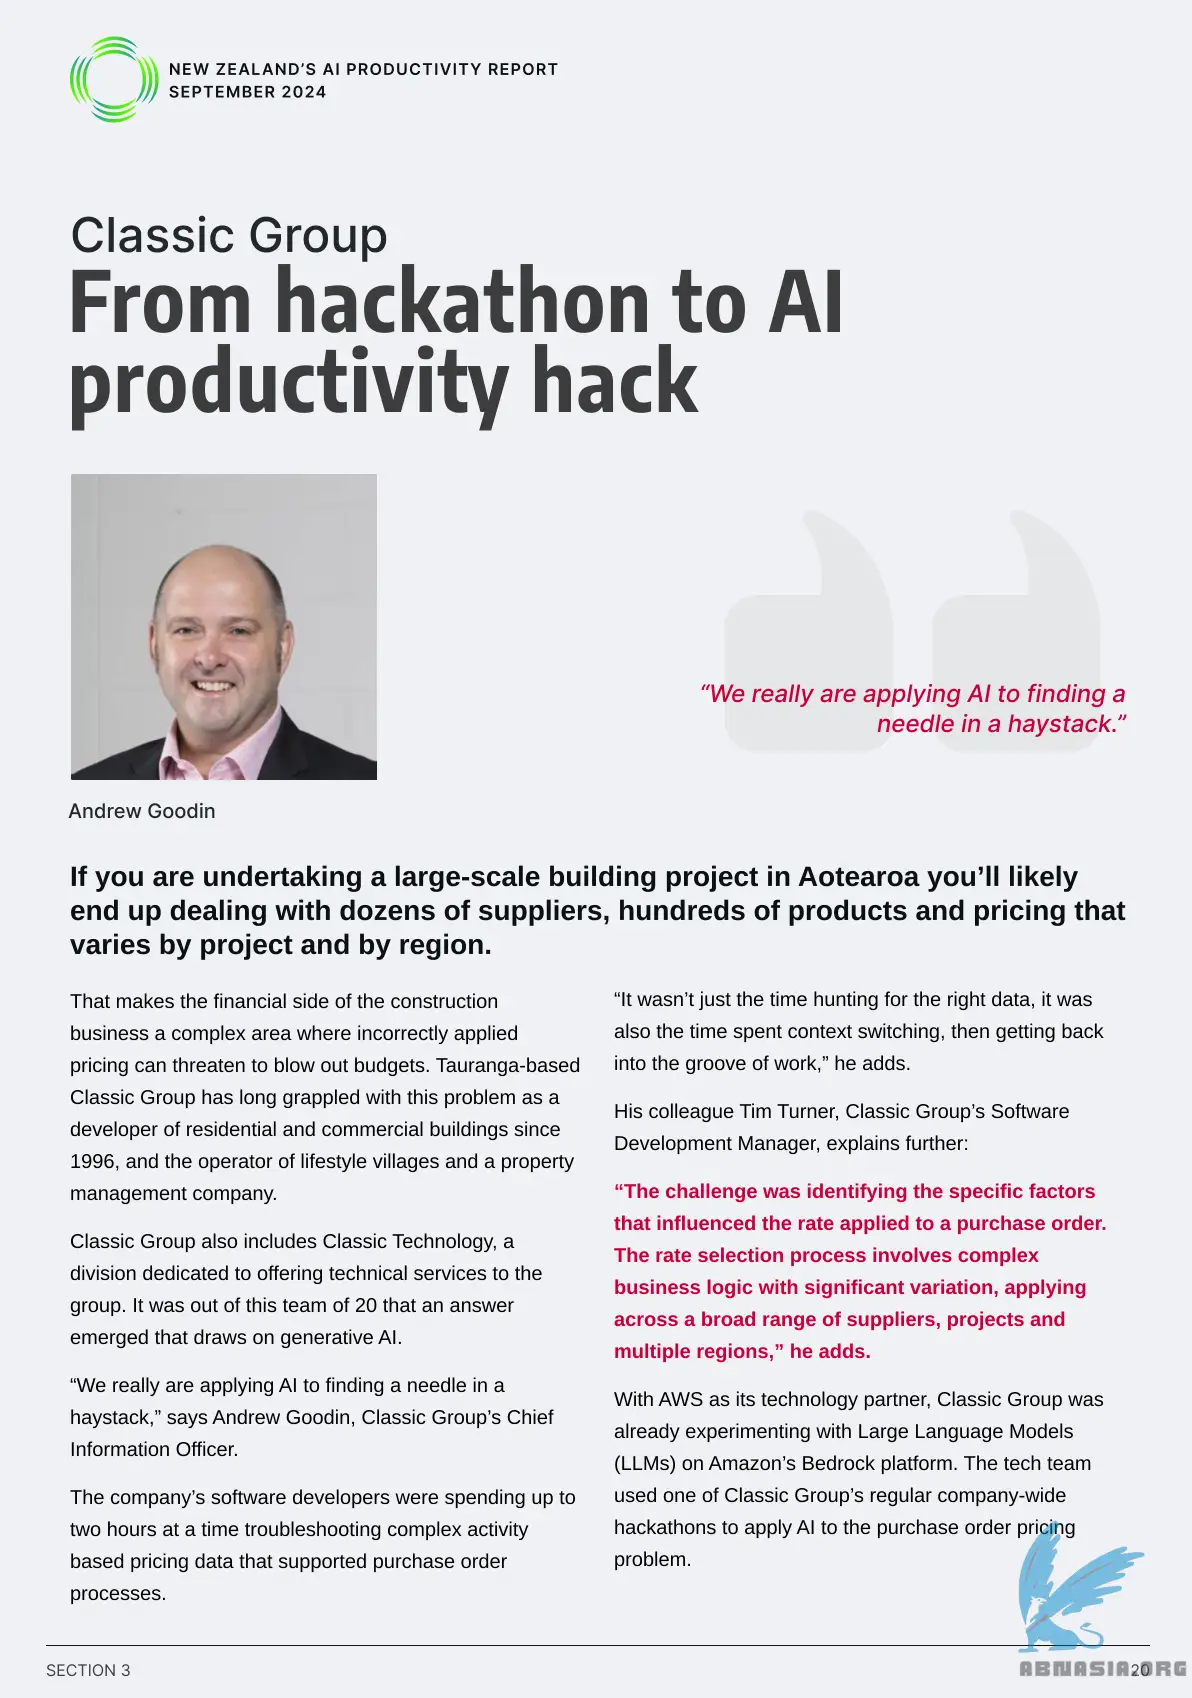 NEW ZEALAND’S AI PRODUCTIVITY REPORT
SEPTEMBER 2024
Classic Group
From hackathon to AI
productivity hack
“We really are applying AI to finding a
needle in a haystack.”
Andrew Goodin
If you are undertaking a large-scale building project in Aotearoa you’ll likely
end up dealing with dozens of suppliers, hundreds of products and pricing that
varies by project and by region.
That makes the financial side of the construction
business a complex area where incorrectly applied
pricing can threaten to blow out budgets. Tauranga-based
Classic Group has long grappled with this problem as a
developer of residential and commercial buildings since
1996, and the operator of lifestyle villages and a property
management company.
Classic Group also includes Classic Technology, a
division dedicated to offering technical services to the
group. It was out of this team of 20 that an answer
emerged that draws on generative AI.
“We really are applying AI to finding a needle in a
haystack,” says Andrew Goodin, Classic Group’s Chief
Information Officer.
The company’s software developers were spending up to
two hours at a time troubleshooting complex activity
based pricing data that supported purchase order
processes.
“It wasn’t just the time hunting for the right data, it was
also the time spent context switching, then getting back
into the groove of work,” he adds.
His colleague Tim Turner, Classic Group’s Software
Development Manager, explains further:
“The challenge was identifying the specific factors
that influenced the rate applied to a purchase order.
The rate selection process involves complex
business logic with significant variation, applying
across a broad range of suppliers, projects and
multiple regions,” he adds.
With AWS as its technology partner, Classic Group was
already experimenting with Large Language Models
(LLMs) on Amazon’s Bedrock platform. The tech team
used one of Classic Group’s regular company-wide
hackathons to apply AI to the purchase order pricing
problem.
SECTION 3
20
ABNASIA.ORG